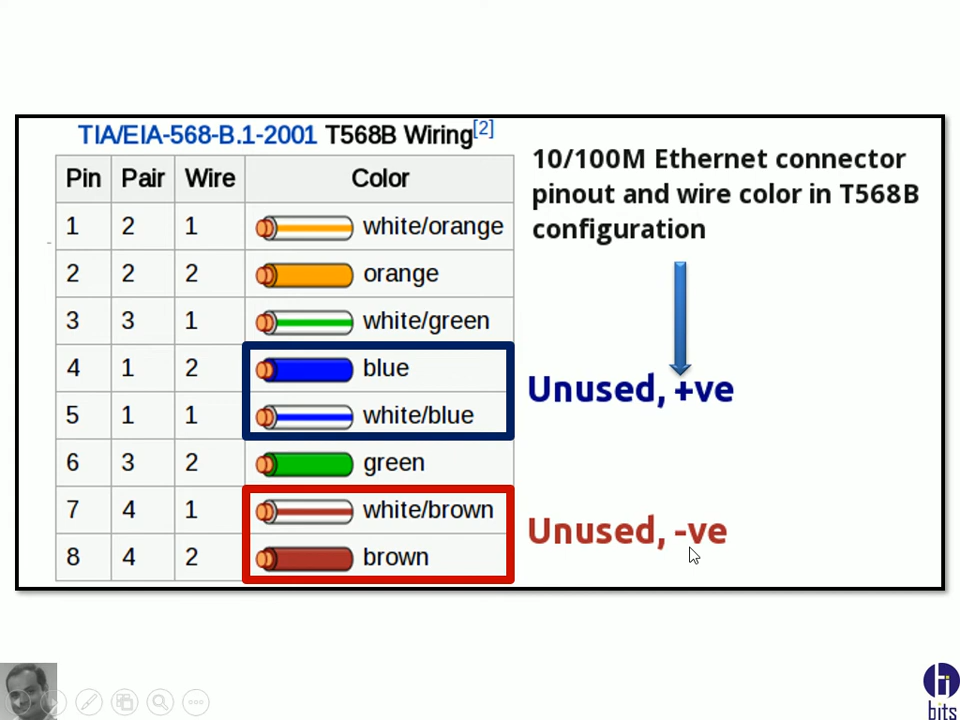 TIA/EIA-568-B.1-2001 T568B Wiring[2]
Pin Pair Wire Color
1 2 1 white/orange
2 2 2 orange
3 3 1 white/green
4 1 2 blue
5 1 1 white/blue
6 3 2 green
7 4 1 white/brown
8 4 2 brown
10/100M Ethernet connector
pinout and wire color in T568B
configuration
Unused, +ve
Unused, -ve
bits